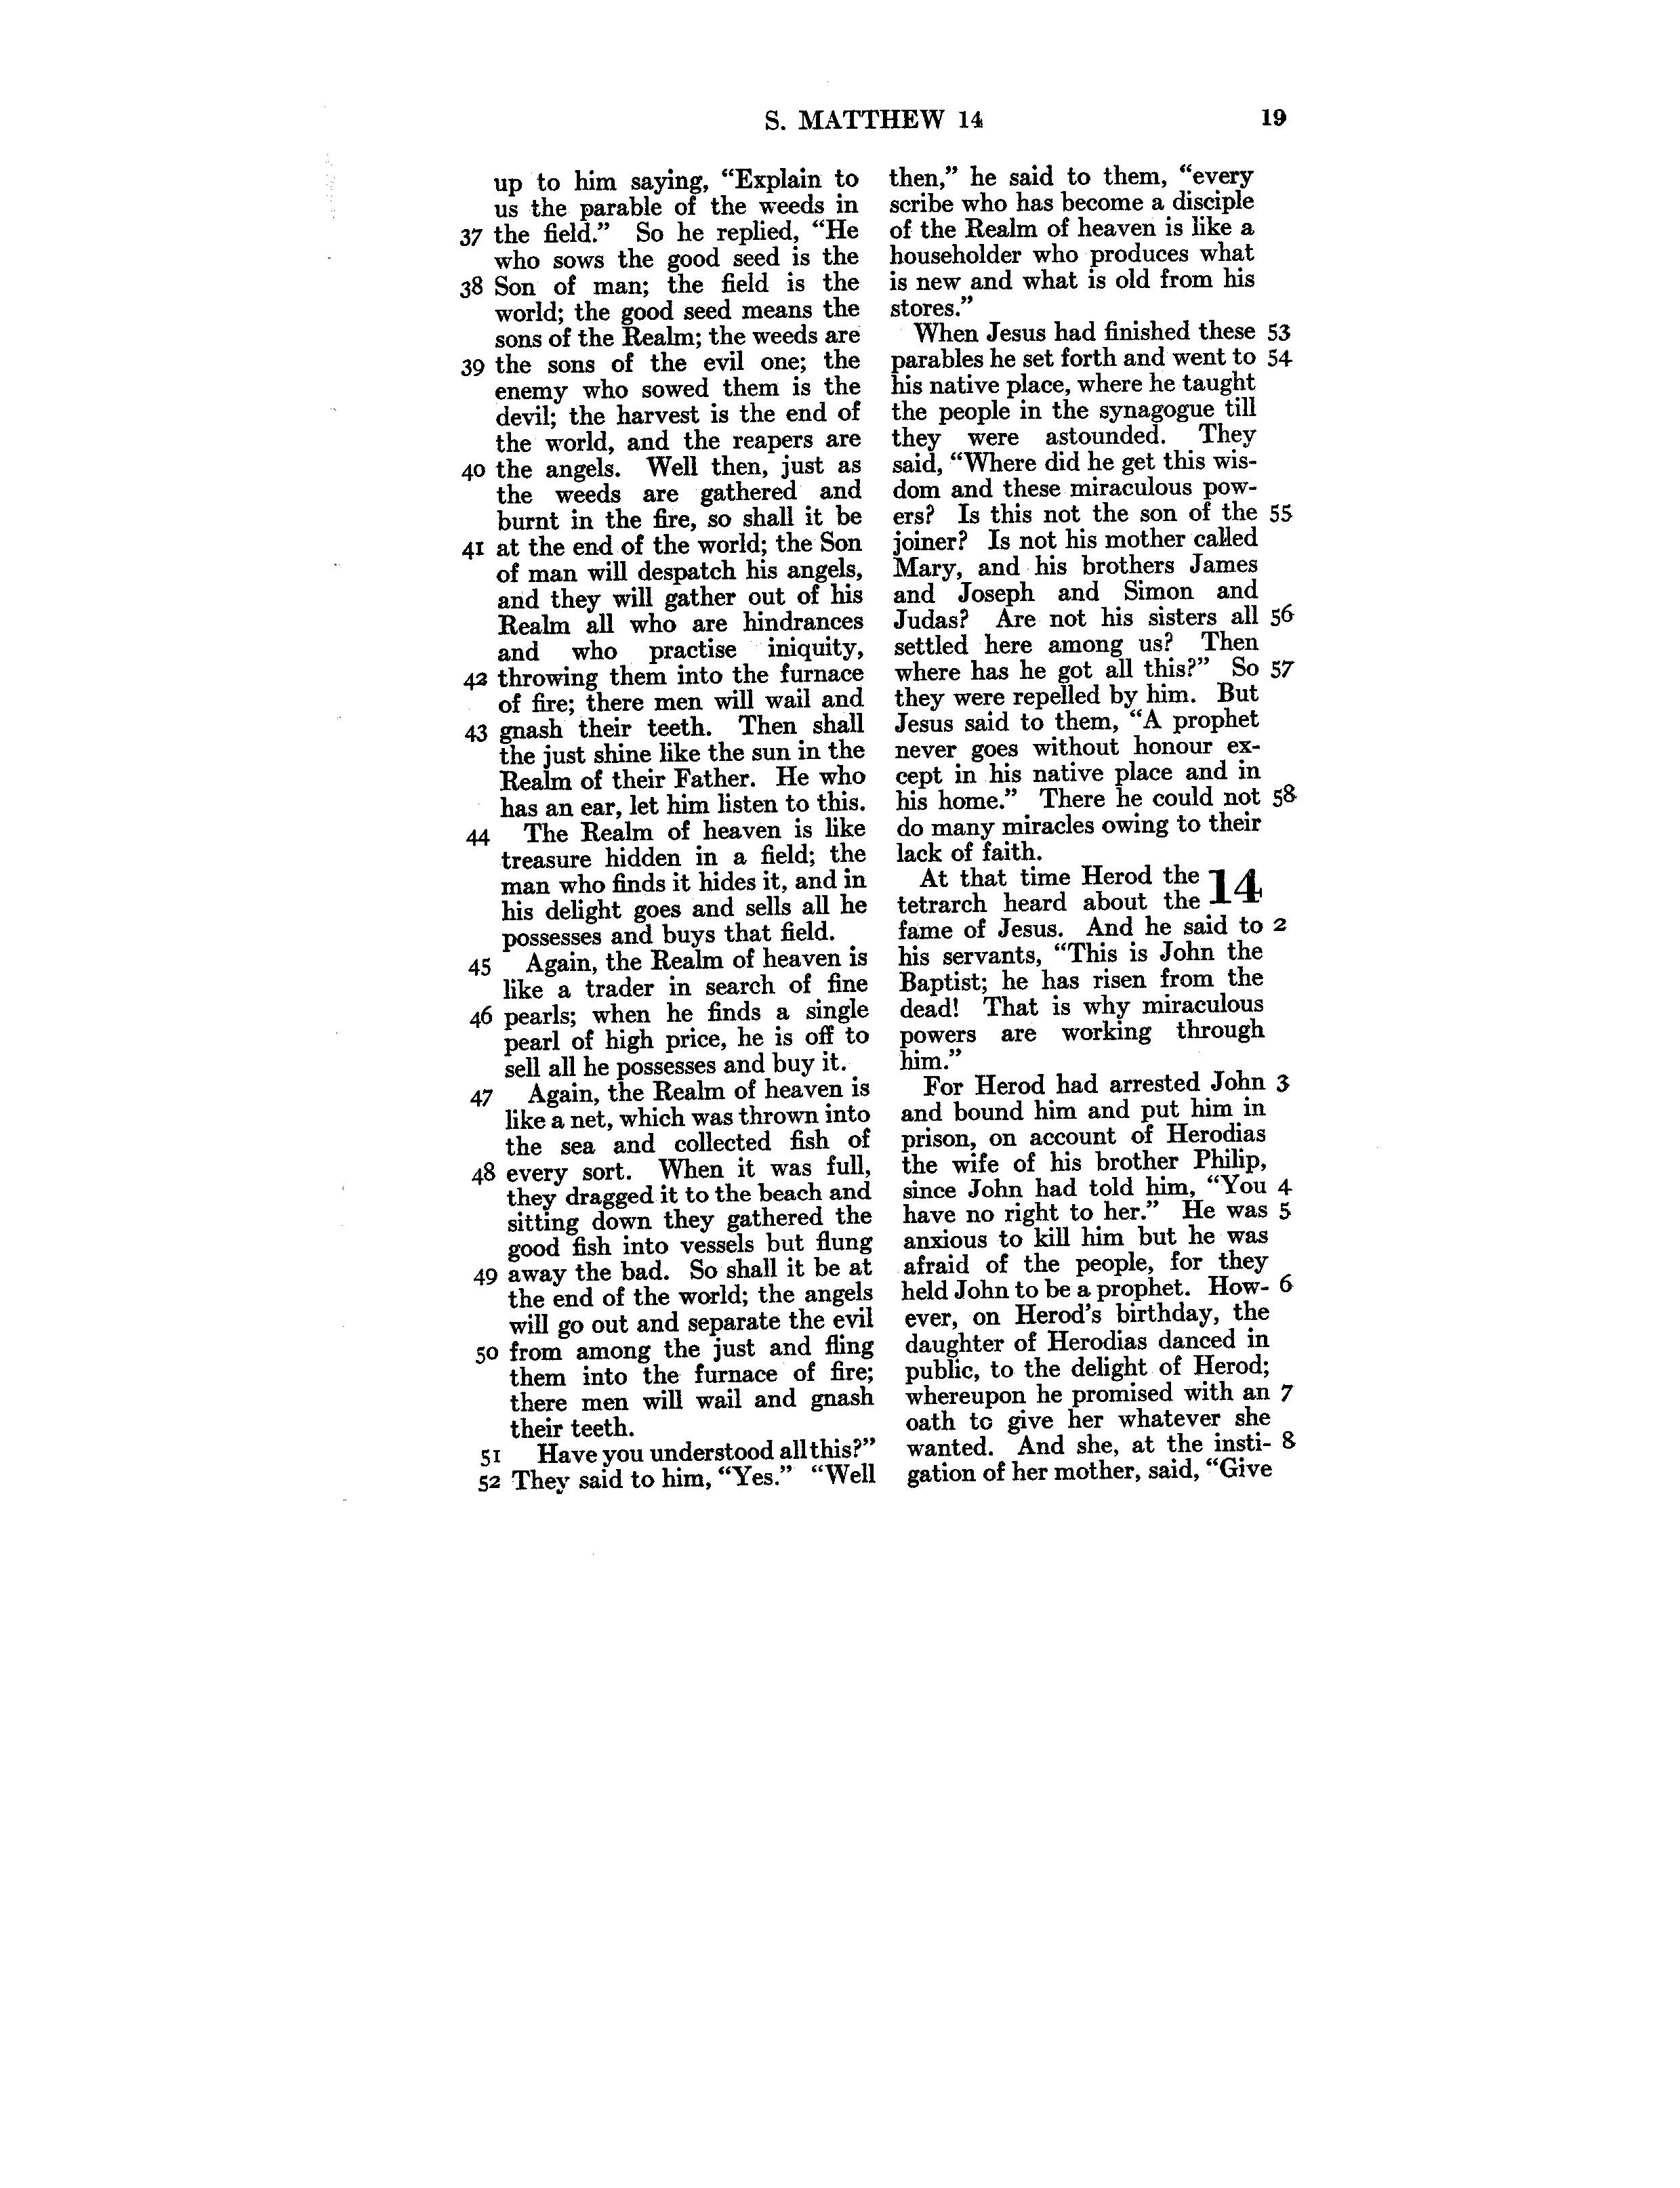 S. MATTHEW 14 19
up to him saying, “Explain to
us the parable of the weeds in
37 the field.” So he replied, “He
who sows the good seed is the
38 Son of man; the field is the
world; the good seed means the
sons of the Realm; the weeds are
39 the sons of the evil one; the
enemy who sowed them is the
devil; the harvest is the end of
the world, and the reapers are
40 the angels. Well then, just as
the weeds are gathered and
burnt in the fire, so shall it be
41 at the end of the world; the Son
of man will despatch his angels,
and they will gather out of his
Realm all who are hindrances
and who practise iniquity,
42 throwing them into the furnace
of fire; there men will wail and
43 gnash their teeth. Then shall
the just shine like the sun in the
Realm of their Father. He who
has an ear, let him listen to this.
44 The Realm of heaven is like
treasure hidden in a field; the
man who finds it hides it, and in
his delight goes and sells all he
possesses and buys that field.
45 Again, the Realm of heaven is
like a trader in search of fine
46 pearls; when he finds a single
pearl of high price, he is off to
sell all he possesses and buy it.
47 Again, the Realm of heaven is
like a net, which was thrown into
the sea and collected fish of
48 every sort. When it was full,
they dragged it to the beach and
sitting down they gathered the
good fish into vessels but flung
49 away the bad. So shall it be at
the end of the world; the angels
will go out and separate the evil
50 from among the just and fling
them into the furnace of fire;
there men will wail and gnash
their teeth.
51 Have you understood all this?”
52 They said to him, “Yes.” “Well
then,” he said to them, “every
scribe who has become a disciple
of the Realm of heaven is like a
householder who produces what
is new and what is old from his
stores.”
When Jesus had finished these 53
parables he set forth and went to 54
his native place, where he taught
the people in the synagogue till
they were astounded. They
said, “Where did he get this wis-
dom and these miraculous pow-
ers? Is this not the son of the 55
joiner? Is not his mother called
Mary, and his brothers James
and Joseph and Simon and
Judas? Are not his sisters all 56
settled here among us? Then
where has he got all this?” So 57
they were repelled by him. But
Jesus said to them, “A prophet
never goes without honour ex-
cept in his native place and in
his home.” There he could not 58
do many miracles owing to their
lack of faith.
At that time Herod the 14
tetrarch heard about the
fame of Jesus. And he said to 2
his servants, “This is John the
Baptist; he has risen from the
dead! That is why miraculous
powers are working through
him.”
For Herod had arrested John 3
and bound him and put him in
prison, on account of Herodias
the wife of his brother Philip,
since John had told him, “You 4
have no right to her.” He was 5
anxious to kill him but he was
afraid of the people, for they
held John to be a prophet. How- 6
ever, on Herod’s birthday, the
daughter of Herodias danced in
public, to the delight of Herod;
whereupon he promised with an 7
oath to give her whatever she
wanted. And she, at the insti- 8
gation of her mother, said, “Give